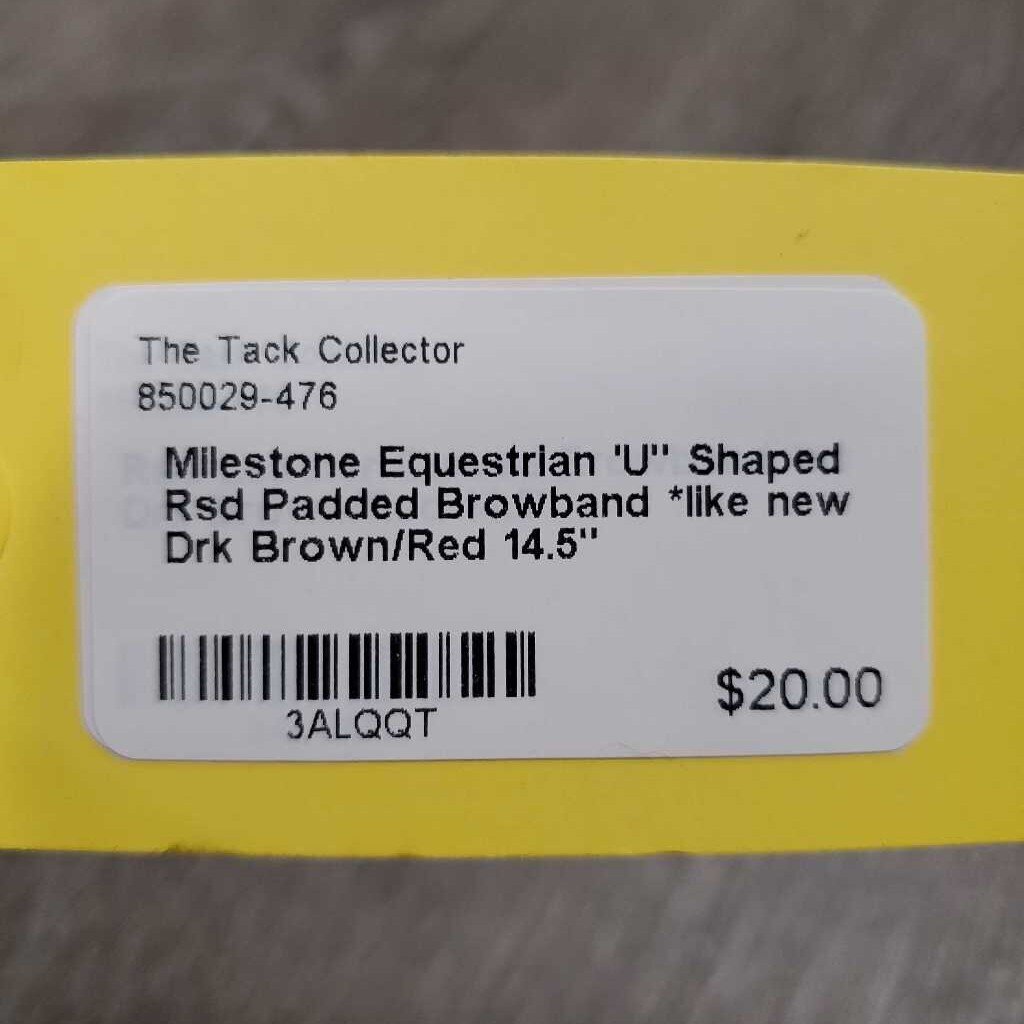 The Tack Collector
850029-476
Milestone Equestrian 'U" Shaped
Rsd Padded Browband *like new
Drk Brown/Red 14.5"
3ALQQT
$20.00